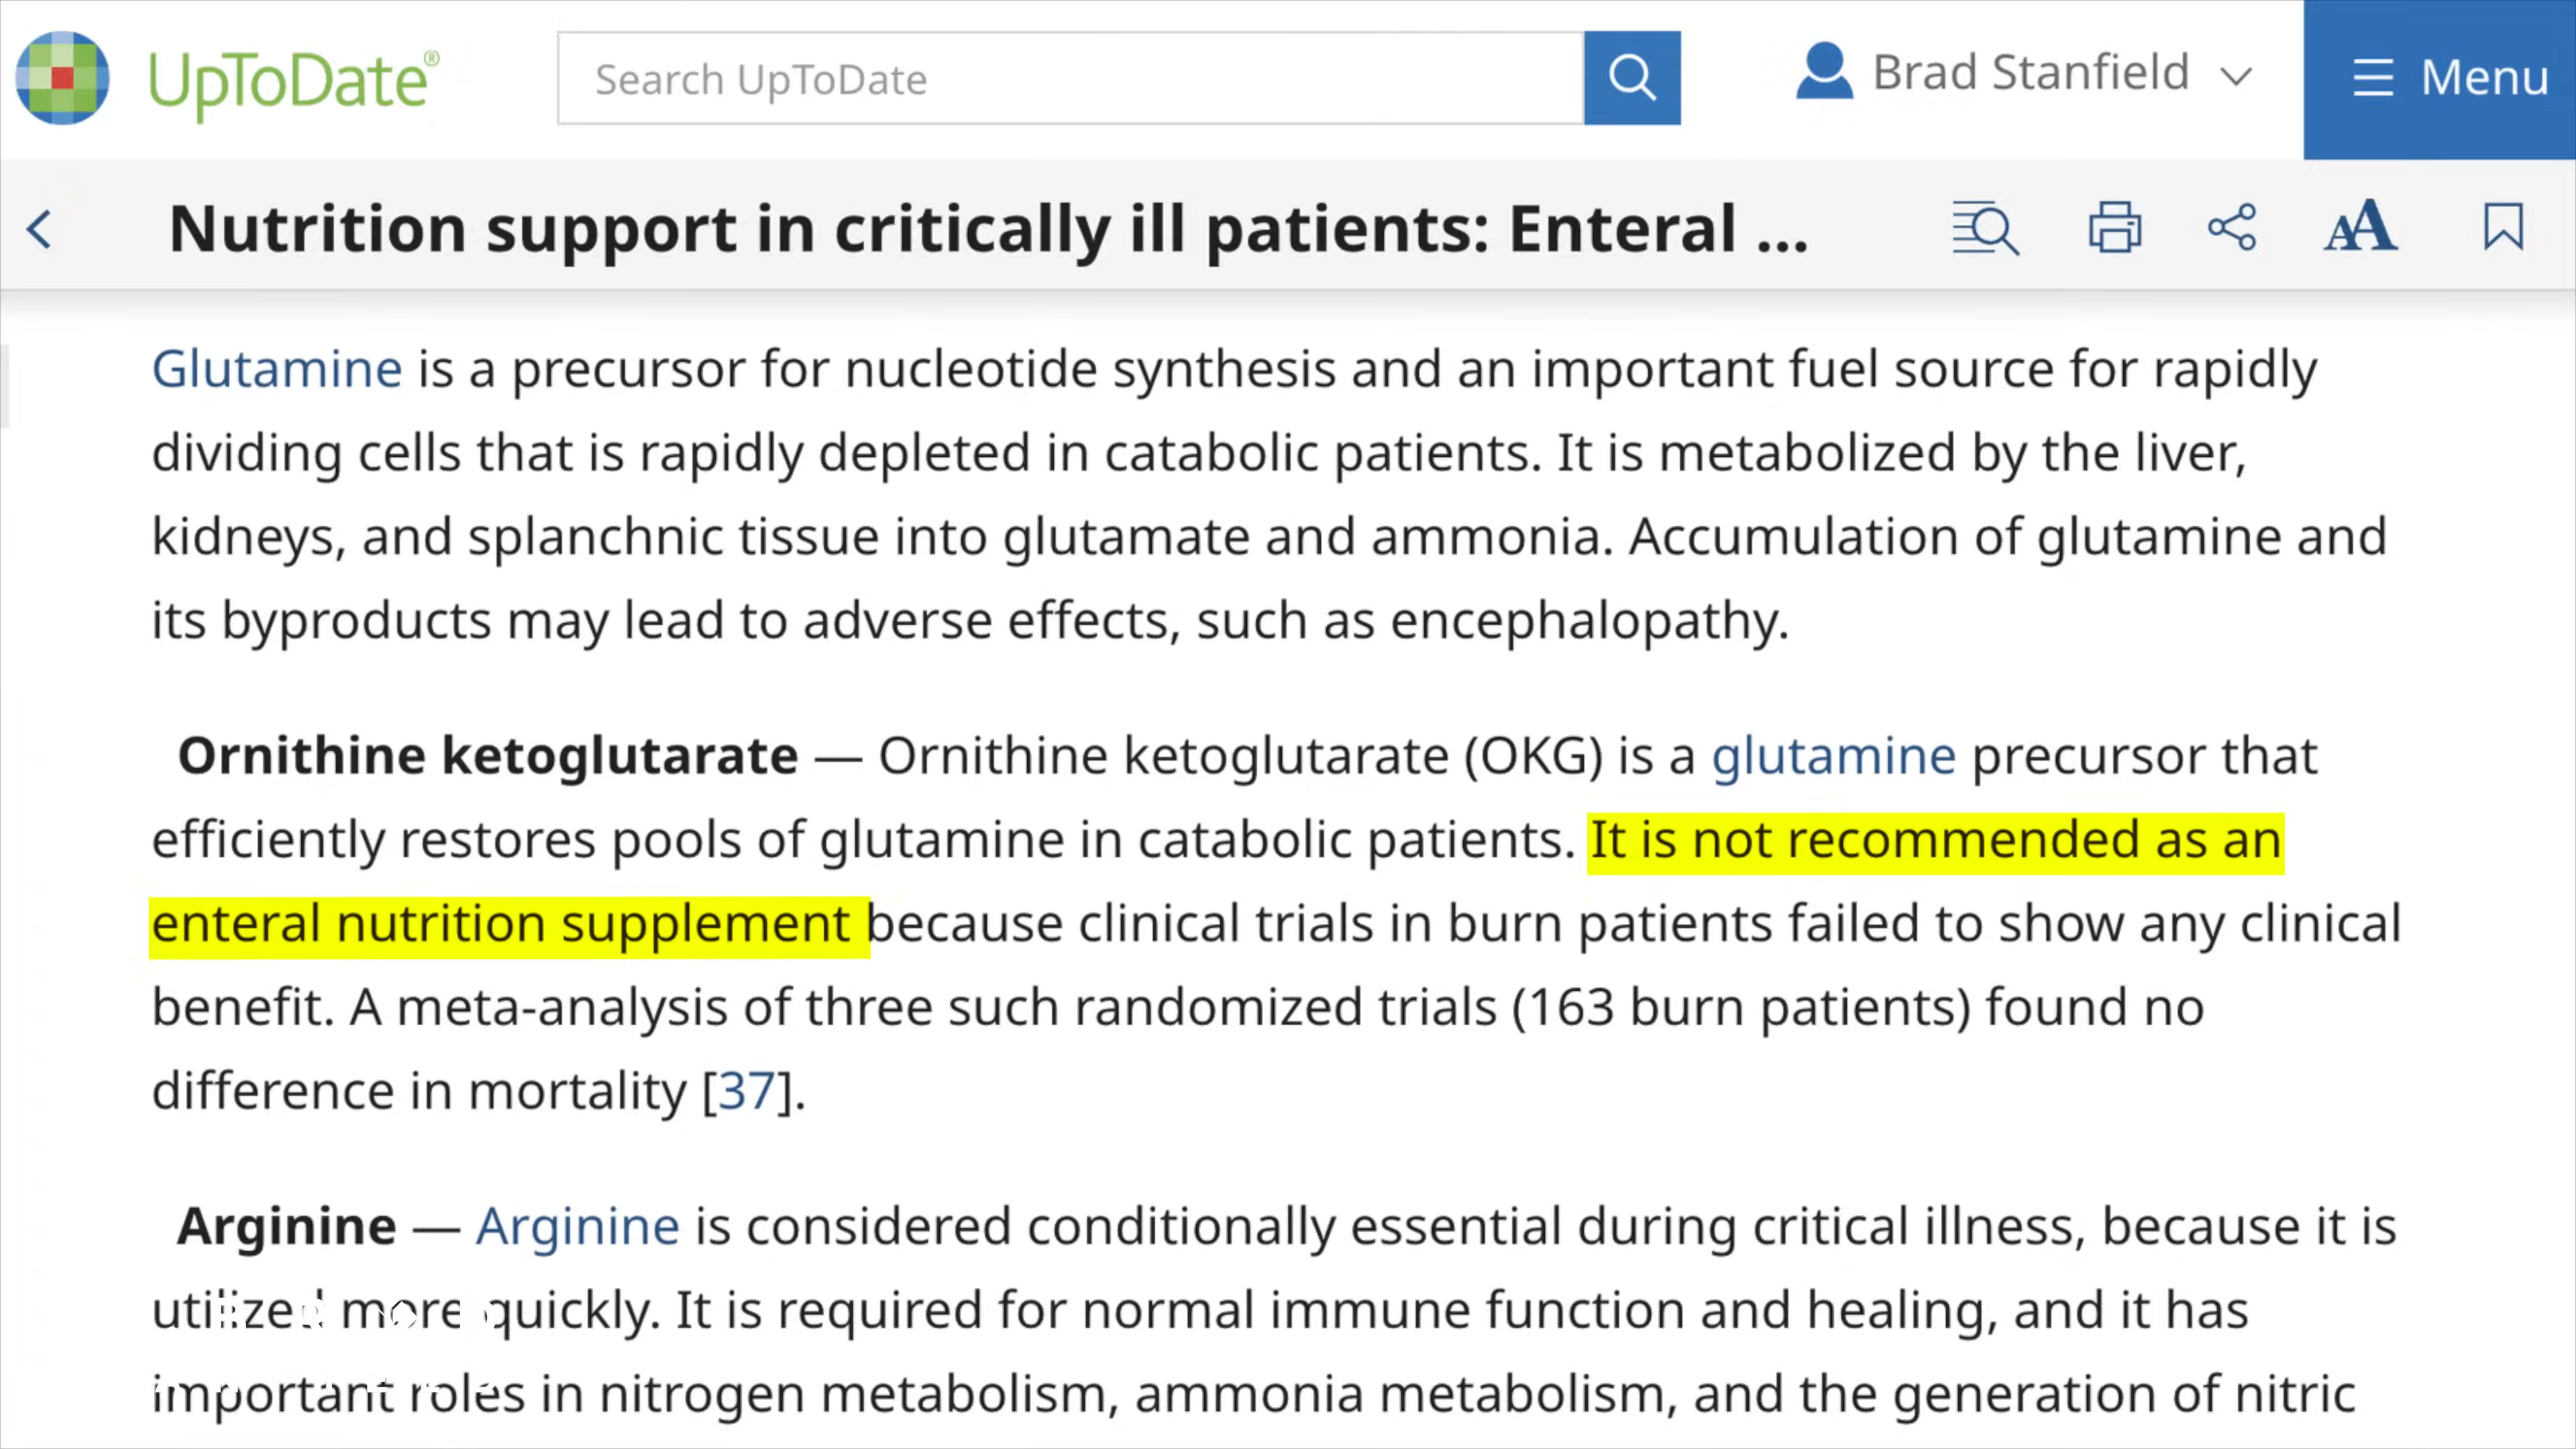 UpToDate®
Search UpToDate
Brad Stanfield
Menu
Nutrition support in critically ill patients: Enteral ...
AA
Glutamine is a precursor for nucleotide synthesis and an important fuel source for rapidly
dividing cells that is rapidly depleted in catabolic patients. It is metabolized by the liver,
kidneys, and splanchnic tissue into glutamate and ammonia. Accumulation of glutamine and
its byproducts may lead to adverse effects, such as encephalopathy.
Ornithine ketoglutarate — Ornithine ketoglutarate (OKG) is a glutamine precursor that
efficiently restores pools of glutamine in catabolic patients. It is not recommended as an
enteral nutrition supplement because clinical trials in burn patients failed to show any clinical
benefit. A meta-analysis of three such randomized trials (163 burn patients) found no
difference in mortality [37].
Arginine — Arginine is considered conditionally essential during critical illness, because it is
utilized more quickly. It is required for normal immune function and healing, and it has
important roles in nitrogen metabolism, ammonia metabolism, and the generation of nitric